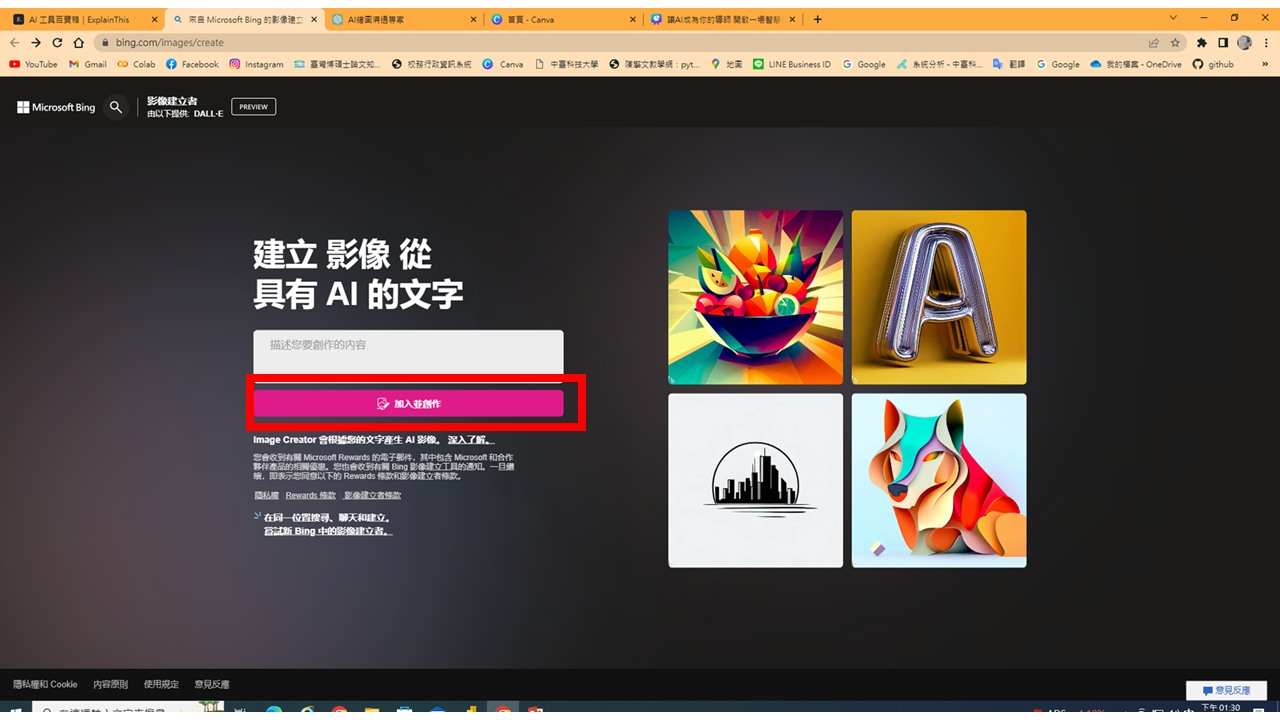 AI 工具百寶箱 | ExplainThis
來自 Microsoft Bing 的影像建立
AI繪圖溝通專家
首頁 - Canva
讓AI成為你的導師 開啟一場智慧
bing.com/images/create
YouTube
Gmail
Colab
Facebook
Instagram
臺灣博碩士論文知...
校務行政資訊系統
Canva
中臺科技大學
教學網 : pyt...
地圖
LINE Business ID
Google
系統分析 - 中臺科...
翻譯
Google
我的檔案 - OneDrive
github
»
Microsoft Bing
影像建立者
由以下提供: DALL·E
PREVIEW
建立 影像 從
具有 AI 的文字
描述您要創作的內容
加入並創作
Image Creator 會根據您的文字產生 AI 影像。 深入了解。
您會收到有關 Microsoft Rewards 的電子郵件，其中包含 Microsoft 和合作
夥伴產品的相關優惠。您也會收到有關 Bing 影像建立工具的通知。一旦繼
續，即表示您同意以下的 Rewards 條款和影像建立者條款。
隱私權 Rewards 條款 影像建立者條款
在同一位置搜尋、聊天和建立。
嘗試新 Bing 中的影像建立者。
A
隱私權和 Cookie
內容原則
使用規定
意見反應
意見反應
在這裡輸入文字來搜尋
下午 01:30